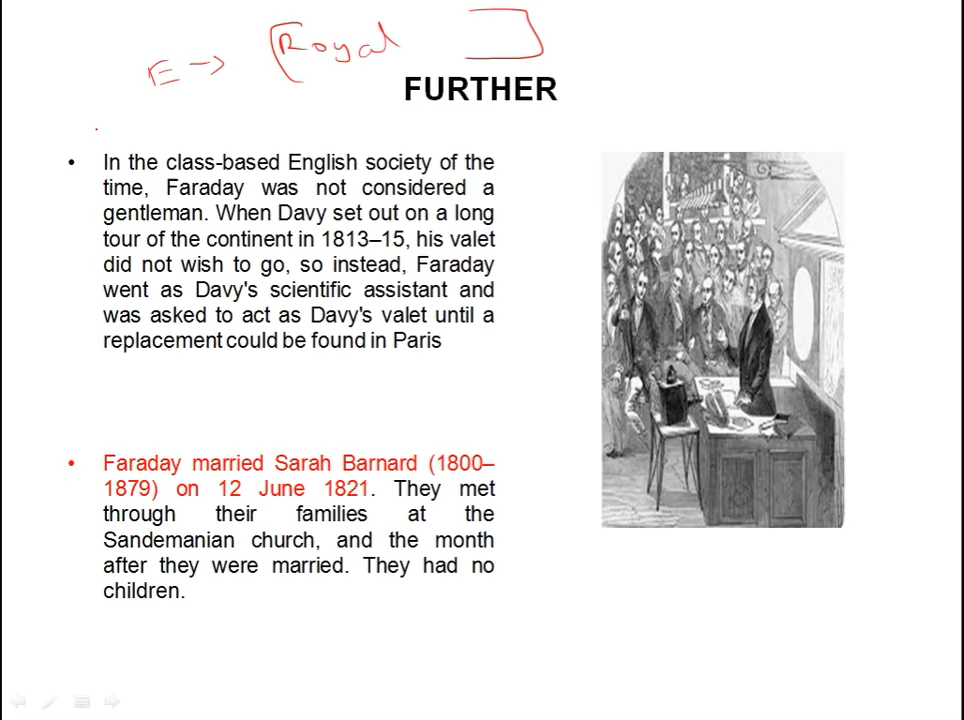 E → [Royal ]
FURTHER
• In the class-based English society of the
time, Faraday was not considered a
gentleman. When Davy set out on a long
tour of the continent in 1813–15, his valet
did not wish to go, so instead, Faraday
went as Davy's scientific assistant and
was asked to act as Davy's valet until a
replacement could be found in Paris
• Faraday married Sarah Barnard (1800–
1879) on 12 June 1821. They met
through their families at the
Sandemanian church, and the month
after they were married. They had no
children.